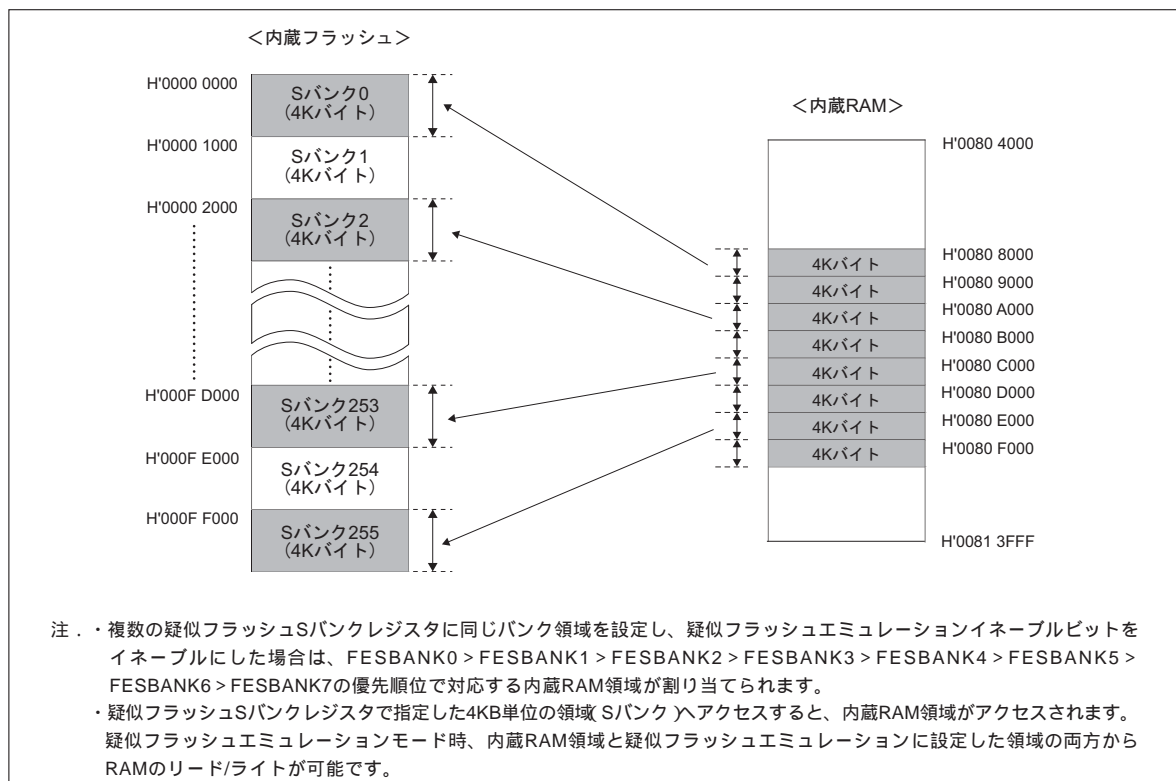 ＜内蔵フラッシュ＞
H'0000 0000
Sバンク0
（4Kバイト）
H'0000 1000
Sバンク1
（4Kバイト）
H'0000 2000
Sバンク2
（4Kバイト）
H'000F D000
Sバンク253
（4Kバイト）
H'000F E000
Sバンク254
（4Kバイト）
H'000F F000
Sバンク255
（4Kバイト）
＜内蔵RAM＞
H'0080 4000
4Kバイト
H'0080 8000
4Kバイト
H'0080 9000
4Kバイト
H'0080 A000
4Kバイト
H'0080 B000
4Kバイト
H'0080 C000
4Kバイト
H'0080 D000
4Kバイト
H'0080 E000
4Kバイト
H'0080 F000
H'0081 3FFF
注．・複数の疑似フラッシュSバンクレジスタに同じバンク領域を設定し、疑似フラッシュエミュレーションイネーブルビットを
イネーブルにした場合は、FESBANK0 > FESBANK1 > FESBANK2 > FESBANK3 > FESBANK4 > FESBANK5 >
FESBANK6 > FESBANK7の優先順位で対応する内蔵RAM領域が割り当てられます。
・疑似フラッシュSバンクレジスタで指定した4KB単位の領域（Sバンク）へアクセスすると、内蔵RAM領域がアクセスされます。
疑似フラッシュエミュレーションモード時、内蔵RAM領域と疑似フラッシュエミュレーションに設定した領域の両方から
RAMのリード/ライトが可能です。